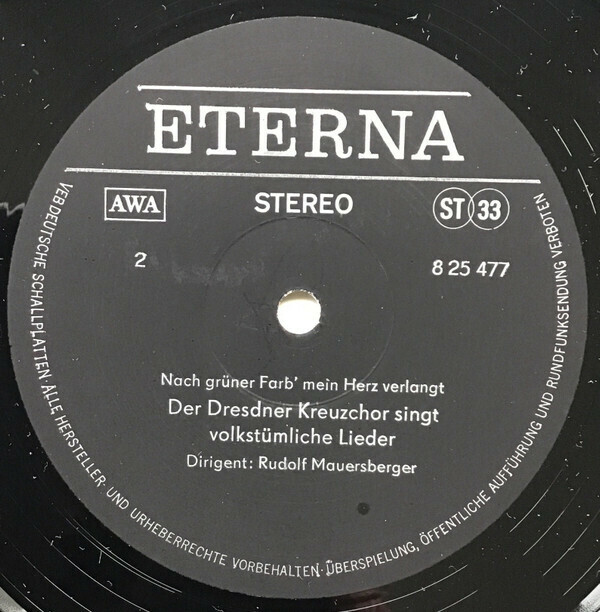 ETERNA
AWA
STEREO
ST 33
2
8 25 477
Nach grüner Farb' mein Herz verlangt
Der Dresdner Kreuzchor singt
volkstümliche Lieder
Dirigent: Rudolf Mauersberger
VEB DEUTSCHE SCHALLPLATTEN · ALLE HERSTELLER- UND URHEBERRECHTE VORBEHALTEN · ÜBERSPIELUNG, ÖFFENTLICHE AUFFÜHRUNG UND RUNDFUNKSENDUNG VERBOTEN